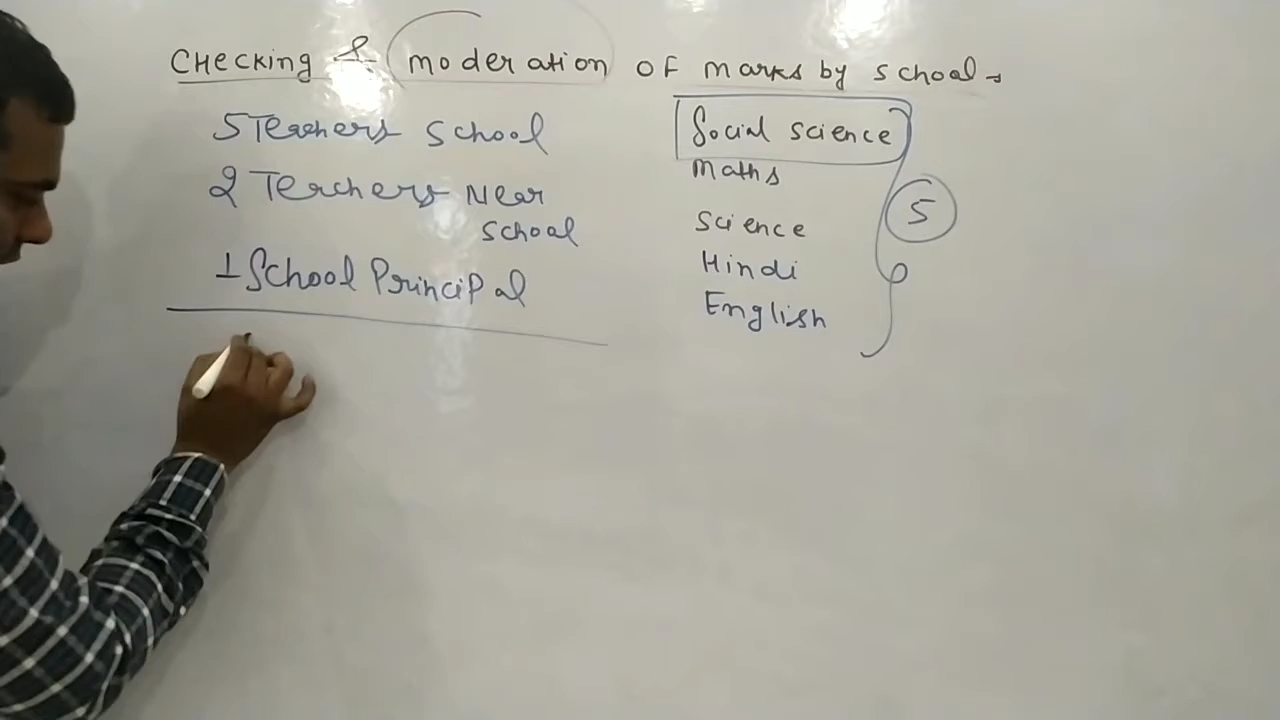 CHecking & moderation of marks by school
5 Teachers School
2 Teachers Near
School
1 School Principal
Social science
maths
Science
Hindi
English
5